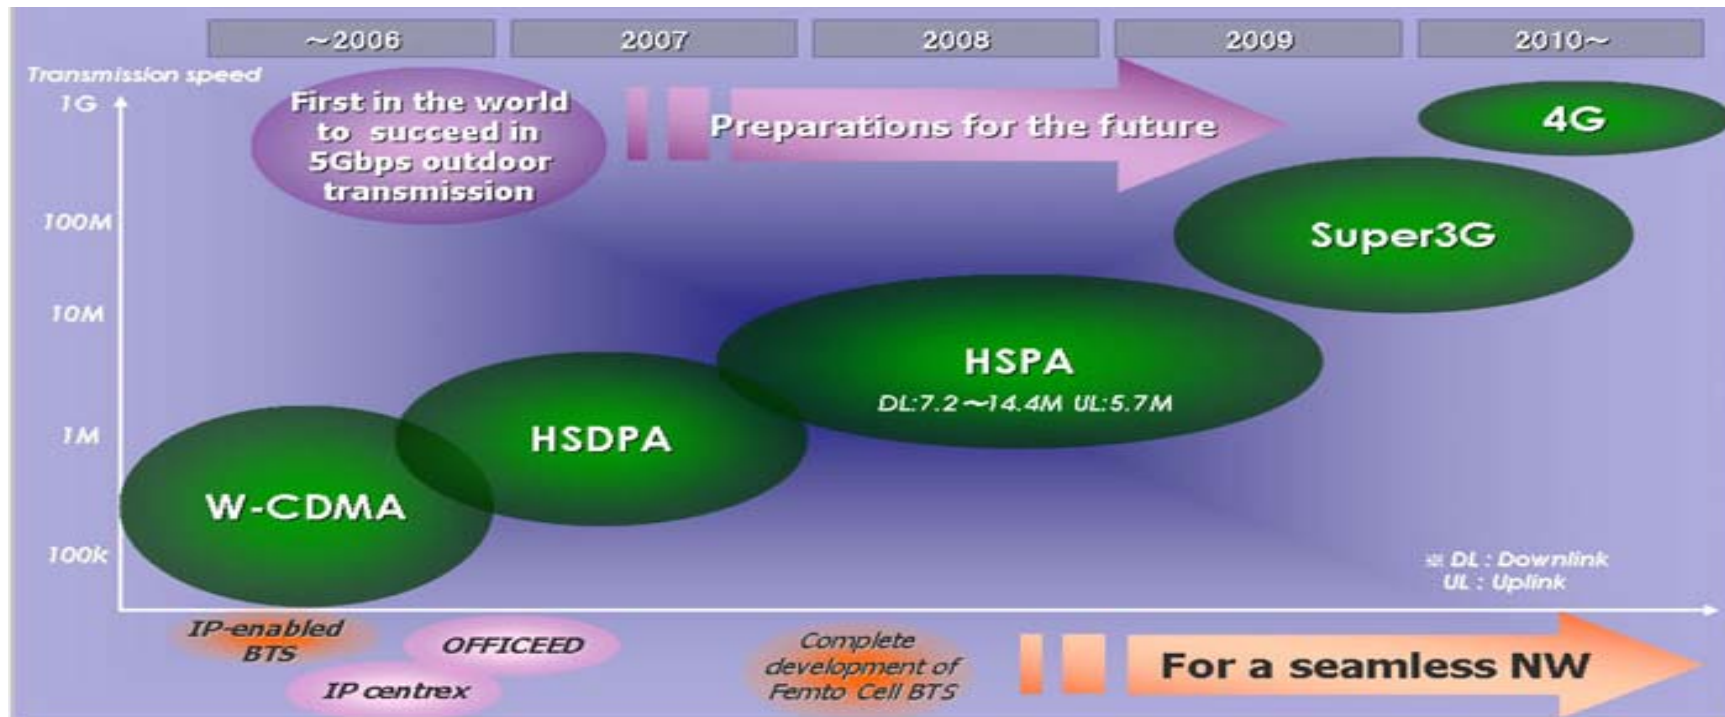 ~2006
2007
2008
2009
2010~
Transmission speed
1G
100M
10M
1M
100k
First in the world
to succeed in
5Gbps outdoor
transmission
Preparations for the future
4G
Super3G
HSPA
DL:7.2~14.4M UL:5.7M
HSDPA
W-CDMA
※ DL : Downlink
UL : Uplink
IP-enabled
BTS
OFFICEED
IP centrex
Complete
development of
Femto Cell BTS
For a seamless NW